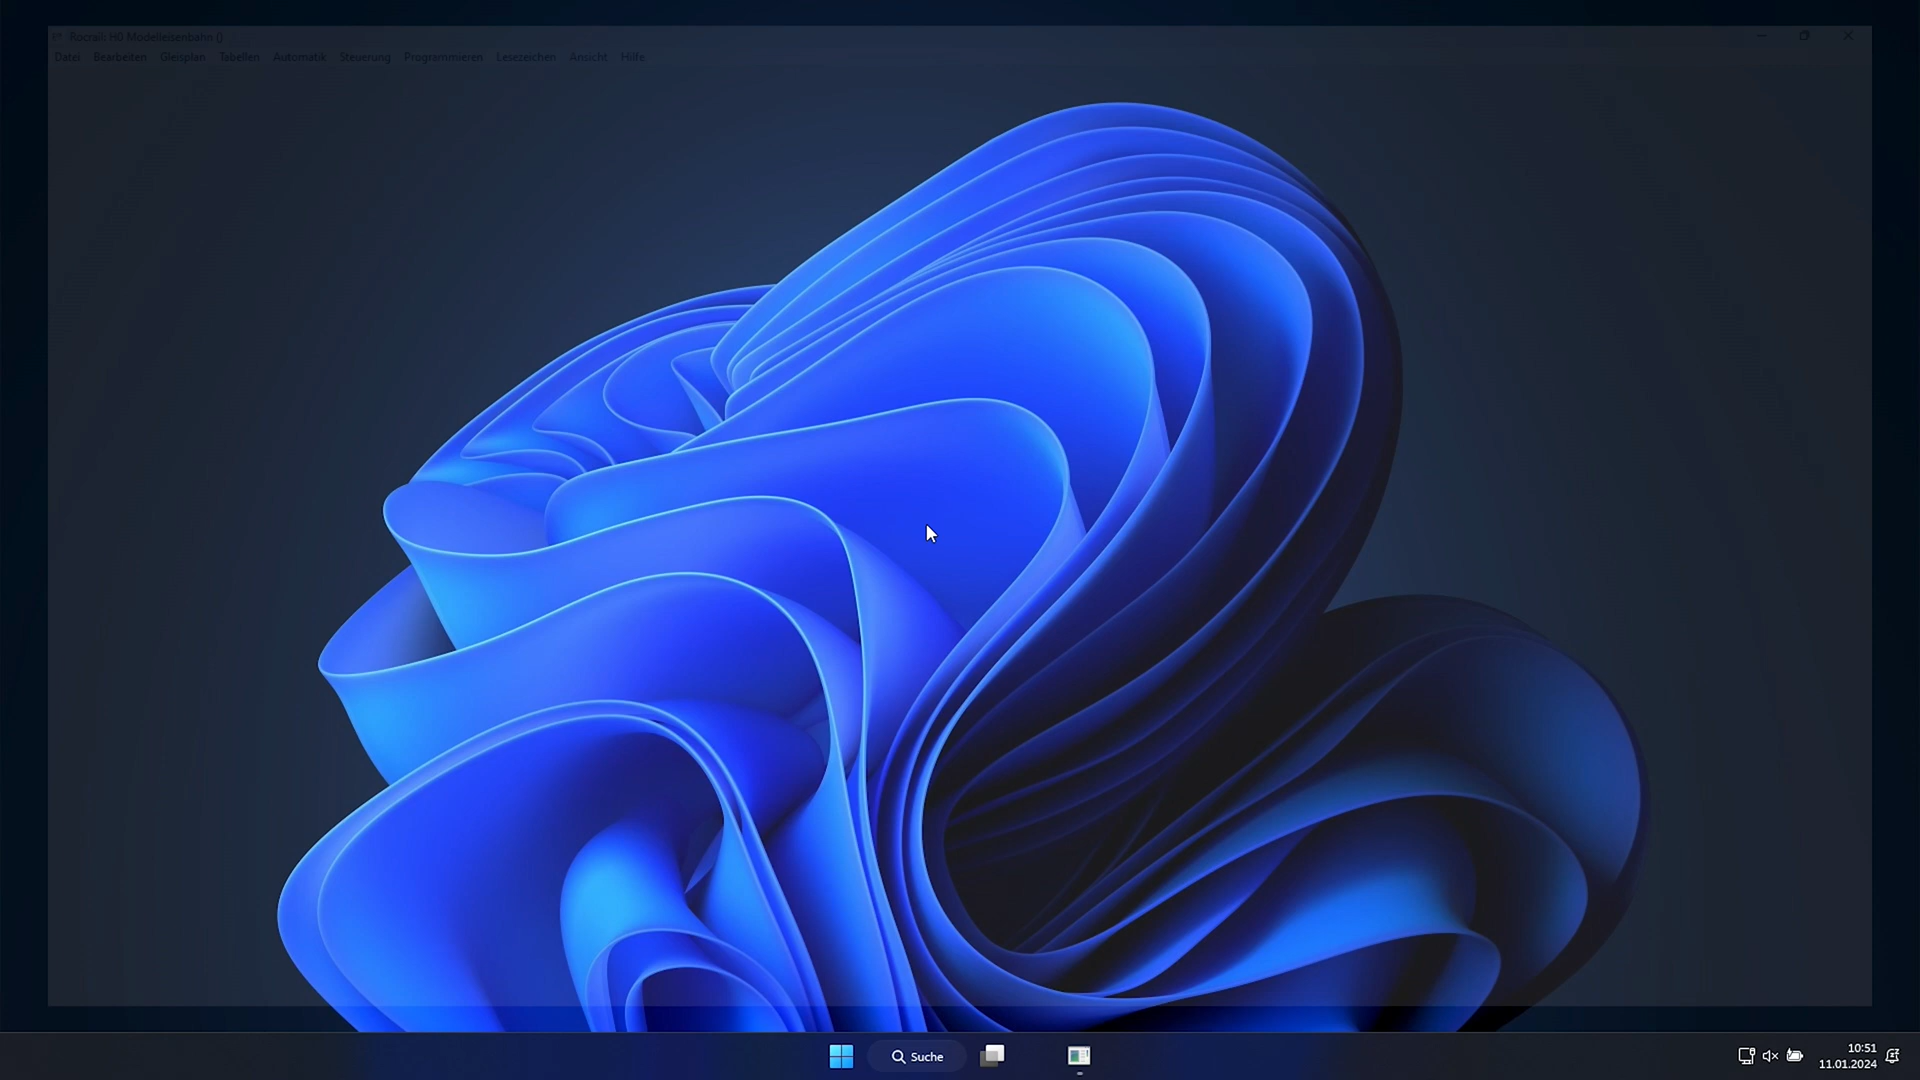 Rocrail: H0 Modelleisenbahn ()
Datei Bearbeiten Gleisplan Tabellen Automatik Steuerung Programmieren Lesezeichen Ansicht Hilfe
Suche
10:51
11.01.2024